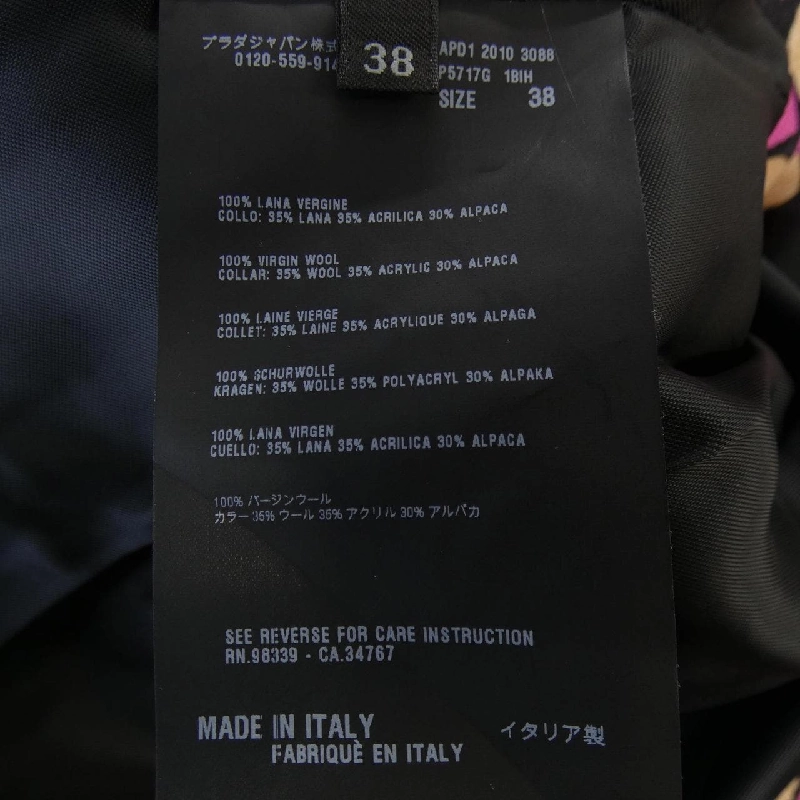 プラダジャパン株式
0120-559-914
38
APD1 2010 3088
P5717G 1BIH
SIZE 38
100% LANA VERGINE
COLLO: 35% LANA 35% ACRILICA 30% ALPACA
100% VIRGIN WOOL
COLLAR: 35% WOOL 35% ACRYLIC 30% ALPACA
100% LAINE VIERGE
COLLET: 35% LAINE 35% ACRYLIQUE 30% ALPAGA
100% SCHURWOLLE
KRAGEN: 35% WOLLE 35% POLYACRYL 30% ALPAKA
100% LANA VIRGEN
CUELLO: 35% LANA 35% ACRILICA 30% ALPACA
100% バージンウール
カラー 35% ウール 35% アクリル 30% アルパカ
SEE REVERSE FOR CARE INSTRUCTION
RN.98339 - CA.34767
MADE IN ITALY
FABRIQUÈ EN ITALY
イタリア製